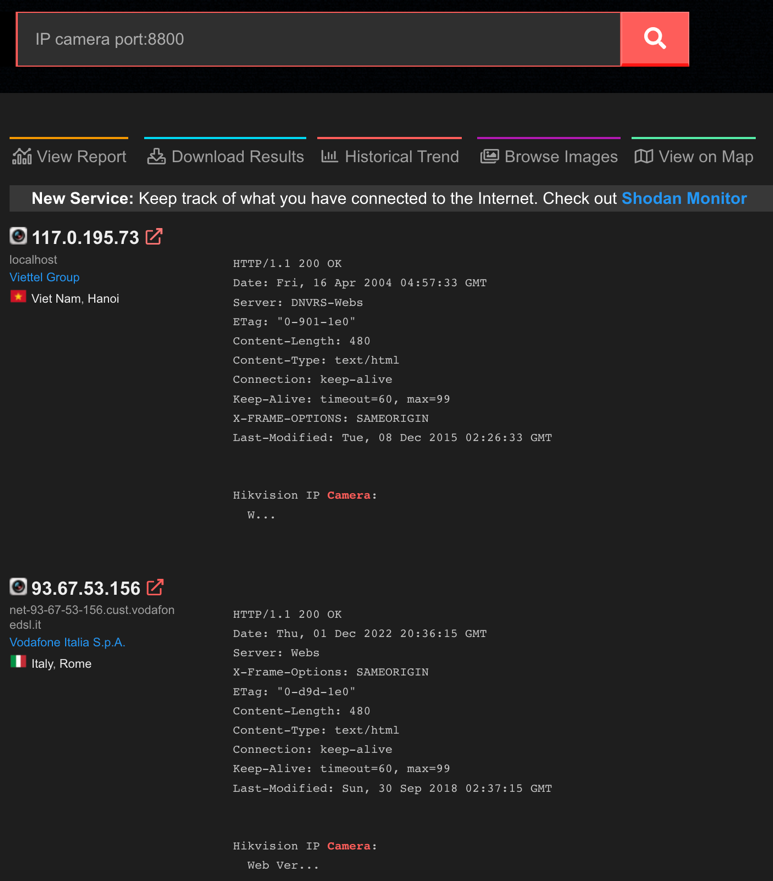 IP camera port:8800
View Report
Download Results
Historical Trend
Browse Images
View on Map
New Service: Keep track of what you have connected to the Internet. Check out Shodan Monitor
117.0.195.73
localhost
Viettel Group
Viet Nam, Hanoi
HTTP/1.1 200 OK
Date: Fri, 16 Apr 2004 04:57:33 GMT
Server: DNVRS-Webs
ETag: "0-901-1e0"
Content-Length: 480
Content-Type: text/html
Connection: keep-alive
Keep-Alive: timeout=60, max=99
X-FRAME-OPTIONS: SAMEORIGIN
Last-Modified: Tue, 08 Dec 2015 02:26:33 GMT
Hikvision IP Camera:
W...
93.67.53.156
net-93-67-53-156.cust.vodafon
edsl.it
Vodafone Italia S.p.A.
Italy, Rome
HTTP/1.1 200 OK
Date: Thu, 01 Dec 2022 20:36:15 GMT
Server: Webs
X-Frame-Options: SAMEORIGIN
ETag: "0-d9d-1e0"
Content-Length: 480
Content-Type: text/html
Connection: keep-alive
Keep-Alive: timeout=60, max=99
Last-Modified: Sun, 30 Sep 2018 02:37:15 GMT
Hikvision IP Camera:
Web Ver...